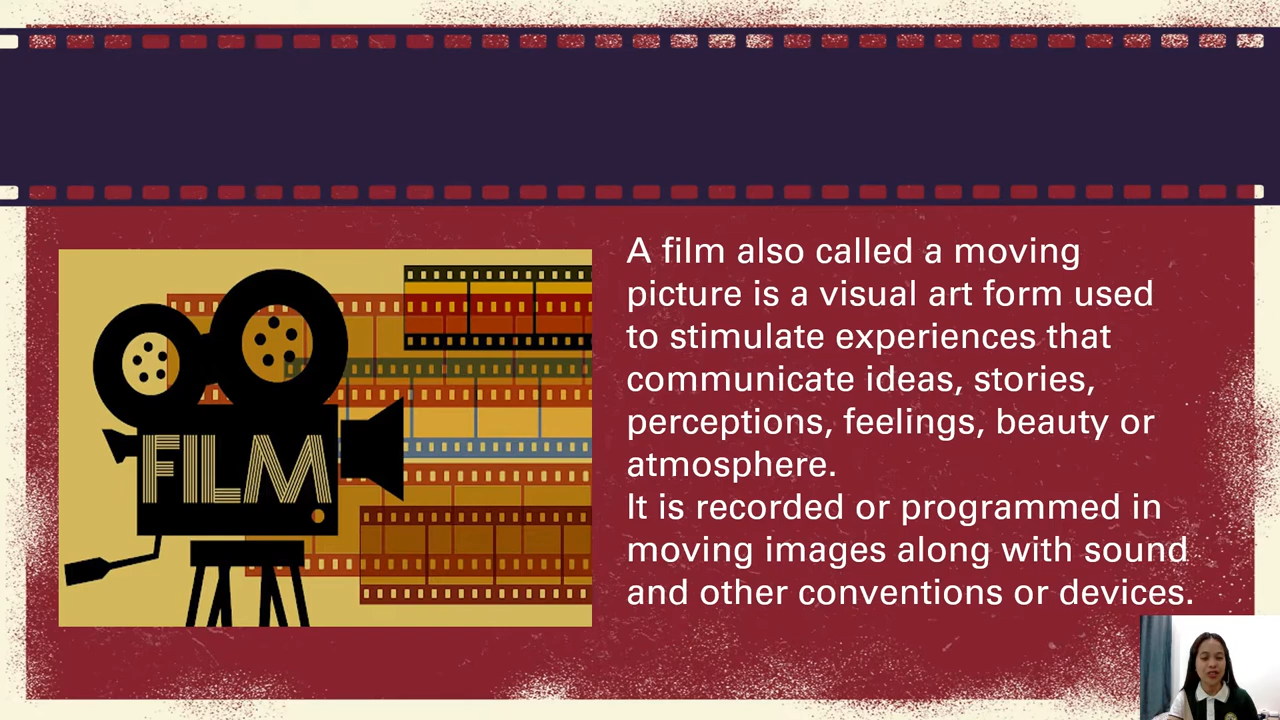 FILM
A film also called a moving
picture is a visual art form used
to stimulate experiences that
communicate ideas, stories,
perceptions, feelings, beauty or
atmosphere.
It is recorded or programmed in
moving images along with sound
and other conventions or devices.